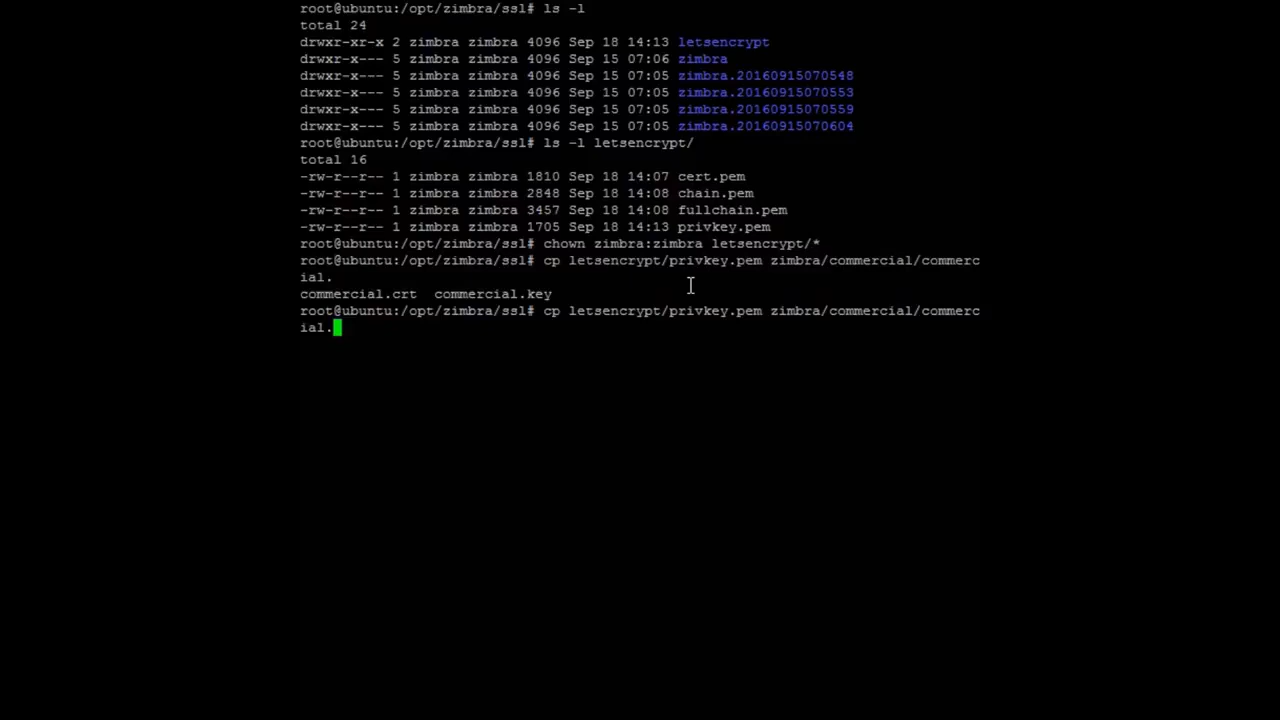 root@ubuntu:/opt/zimbra/ssl# ls -l
total 24
drwxr-xr-x 2 zimbra zimbra 4096 Sep 18 14:13 letsencrypt
drwxr-x--- 5 zimbra zimbra 4096 Sep 15 07:06 zimbra
drwxr-x--- 5 zimbra zimbra 4096 Sep 15 07:05 zimbra.20160915070548
drwxr-x--- 5 zimbra zimbra 4096 Sep 15 07:05 zimbra.20160915070553
drwxr-x--- 5 zimbra zimbra 4096 Sep 15 07:05 zimbra.20160915070559
drwxr-x--- 5 zimbra zimbra 4096 Sep 15 07:05 zimbra.20160915070604
root@ubuntu:/opt/zimbra/ssl# ls -l letsencrypt/
total 16
-rw-r--r-- 1 zimbra zimbra 1810 Sep 18 14:07 cert.pem
-rw-r--r-- 1 zimbra zimbra 2848 Sep 18 14:08 chain.pem
-rw-r--r-- 1 zimbra zimbra 3457 Sep 18 14:08 fullchain.pem
-rw-r--r-- 1 zimbra zimbra 1705 Sep 18 14:13 privkey.pem
root@ubuntu:/opt/zimbra/ssl# chown zimbra:zimbra letsencrypt/*
root@ubuntu:/opt/zimbra/ssl# cp letsencrypt/privkey.pem zimbra/commercial/commerc
ial.
commercial.crt  commercial.key
root@ubuntu:/opt/zimbra/ssl# cp letsencrypt/privkey.pem zimbra/commercial/commerc
ial.